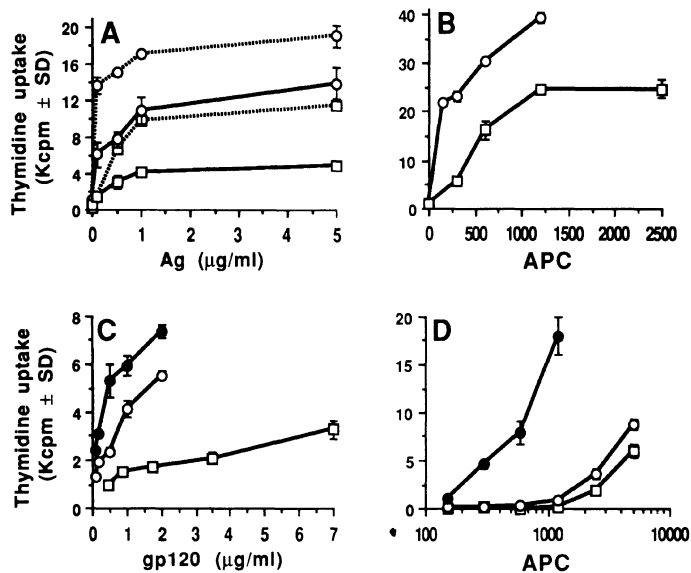 A
Thymidine uptake
(Kcpm ± SD)
20
16
12
8
4
0
0 1 2 3 4 5
Ag (μg/ml)
B
40
30
20
10
0
0 500 1000 1500 2000 2500
APC
C
Thymidine uptake
(Kcpm ± SD)
8
6
4
2
0
0 1 2 3 4 5 6 7
gp120 (μg/ml)
D
20
15
10
5
0
100 1000 10000
APC